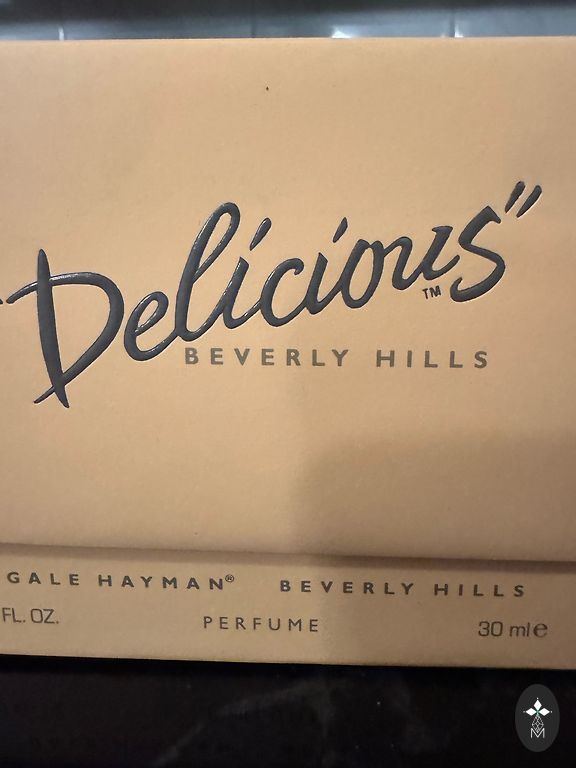 "Delicious"
TM
BEVERLY HILLS
GALE HAYMAN® BEVERLY HILLS
FL. OZ. PERFUME 30 ml e
M